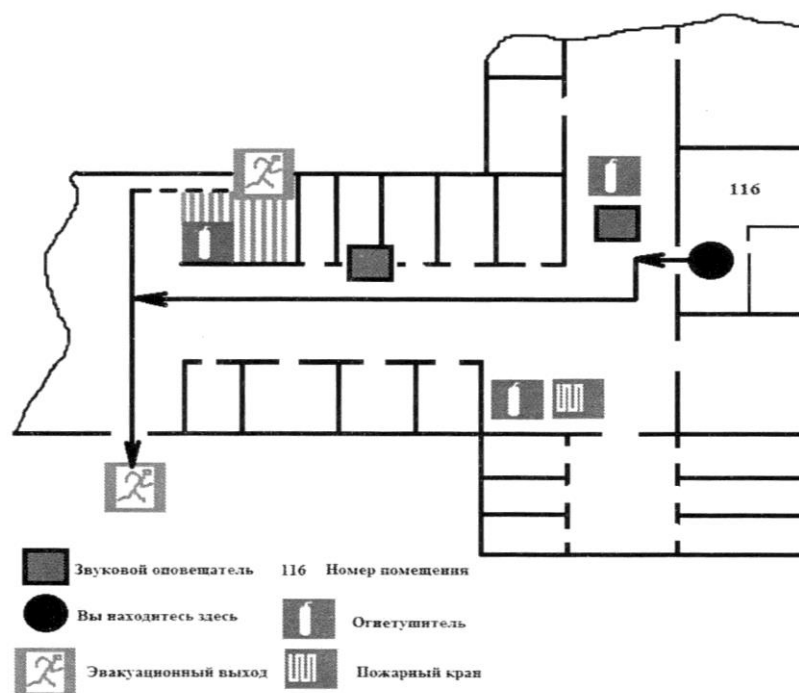 116
Звуковой оповещатель 116 Номер помещения
Вы находитесь здесь
Огнетушитель
Эвакуационный выход
Пожарный кран